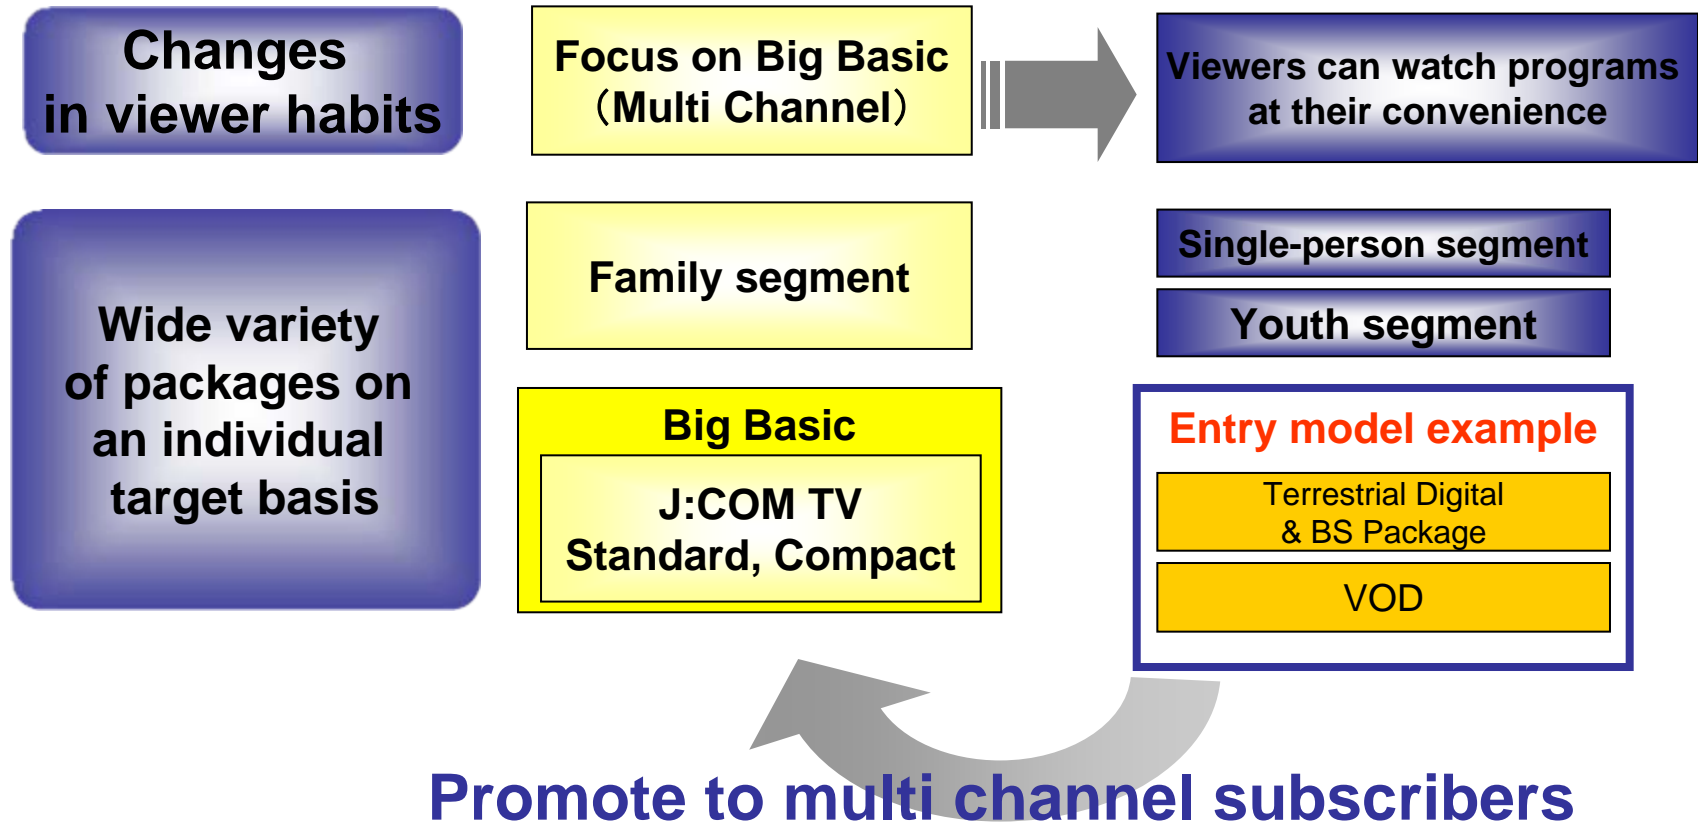 Changes
in viewer habits
Focus on Big Basic
（Multi Channel）
Viewers can watch programs
at their convenience
Wide variety
of packages on
an individual
target basis
Family segment
Single-person segment
Youth segment
Big Basic
J:COM TV
Standard, Compact
Entry model example
Terrestrial Digital
& BS Package
VOD
Promote to multi channel subscribers